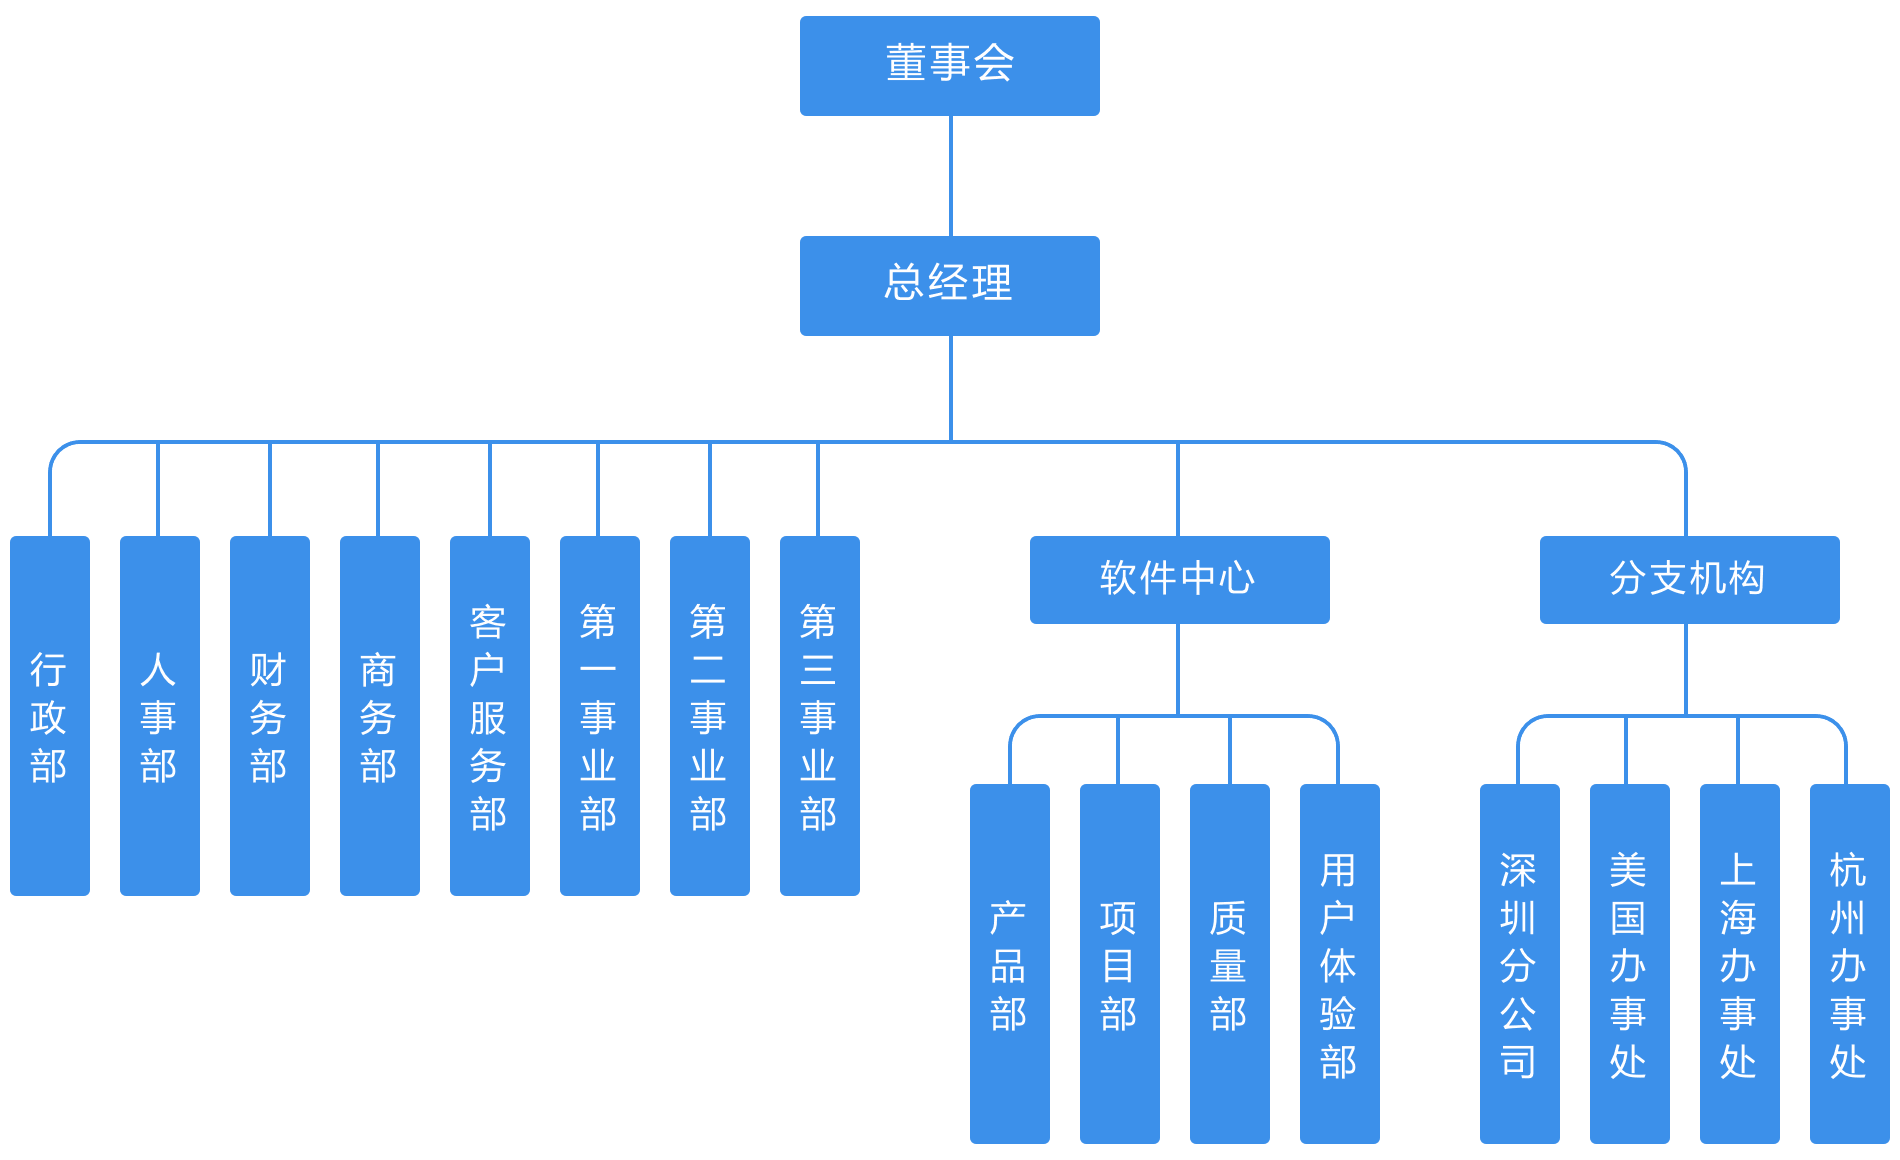 董事会
总经理
行政部
人事部
财务部
商务部
客户服务部
第一事业部
第二事业部
第三事业部
软件中心
分支机构
产品部
项目部
质量部
用户体验部
深圳分公司
美国办事处
上海办事处
杭州办事处